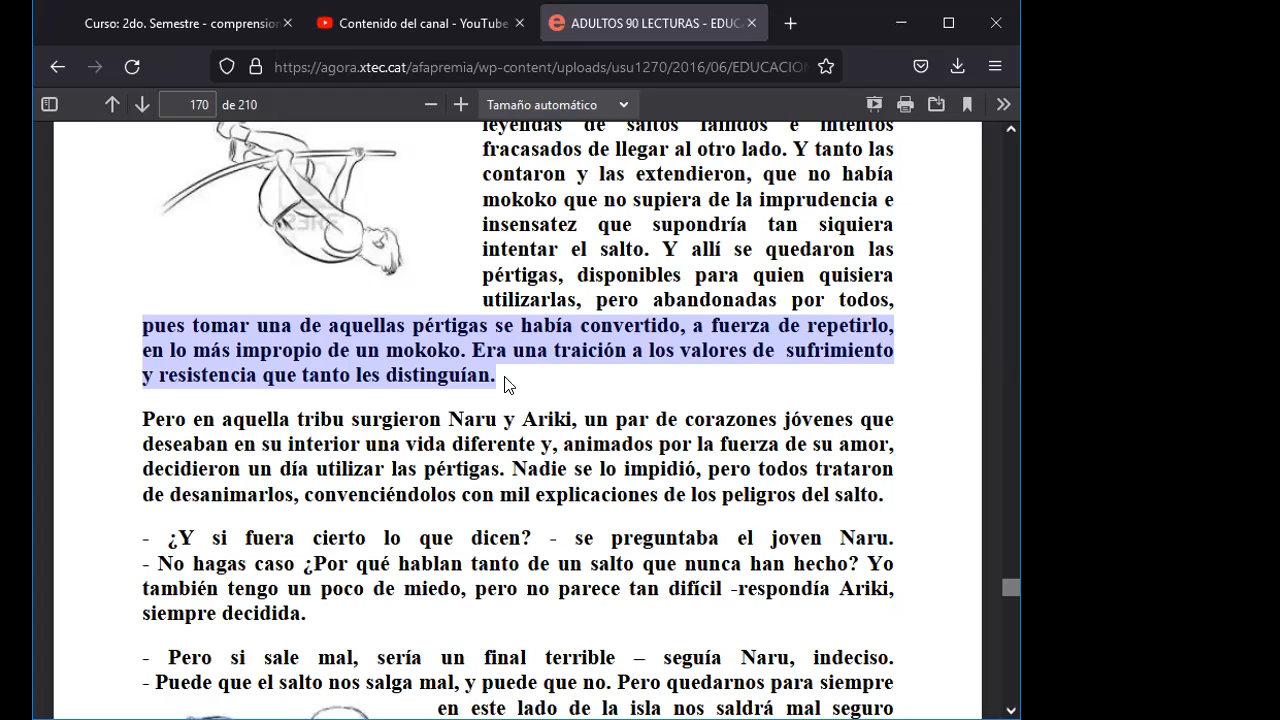 Curso: 2do. Semestre - comprension
Contenido del canal - YouTube
ADULTOS 90 LECTURAS - EDUC
https://agora.xtec.cat/afapremia/wp-content/uploads/usu1270/2016/06/EDUCACION
170 de 210
Tamaño automático
leyendas de saltos fallidos e intentos
fracasados de llegar al otro lado. Y tanto las
contaron y las extendieron, que no había
mokoko que no supiera de la imprudencia e
insensatez que supondría tan siquiera
intentar el salto. Y allí se quedaron las
pértigas, disponibles para quien quisiera
utilizarlas, pero abandonadas por todos,
pues tomar una de aquellas pértigas se había convertido, a fuerza de repetirlo,
en lo más impropio de un mokoko. Era una traición a los valores de sufrimiento
y resistencia que tanto les distinguían.
Pero en aquella tribu surgieron Naru y Ariki, un par de corazones jóvenes que
deseaban en su interior una vida diferente y, animados por la fuerza de su amor,
decidieron un día utilizar las pértigas. Nadie se lo impidió, pero todos trataron
de desanimarlos, convenciéndolos con mil explicaciones de los peligros del salto.
- ¿Y si fuera cierto lo que dicen? - se preguntaba el joven Naru.
- No hagas caso ¿Por qué hablan tanto de un salto que nunca han hecho? Yo
también tengo un poco de miedo, pero no parece tan difícil -respondía Ariki,
siempre decidida.
- Pero si sale mal, sería un final terrible – seguía Naru, indeciso.
- Puede que el salto nos salga mal, y puede que no. Pero quedarnos para siempre
en este lado de la isla nos saldrá mal seguro